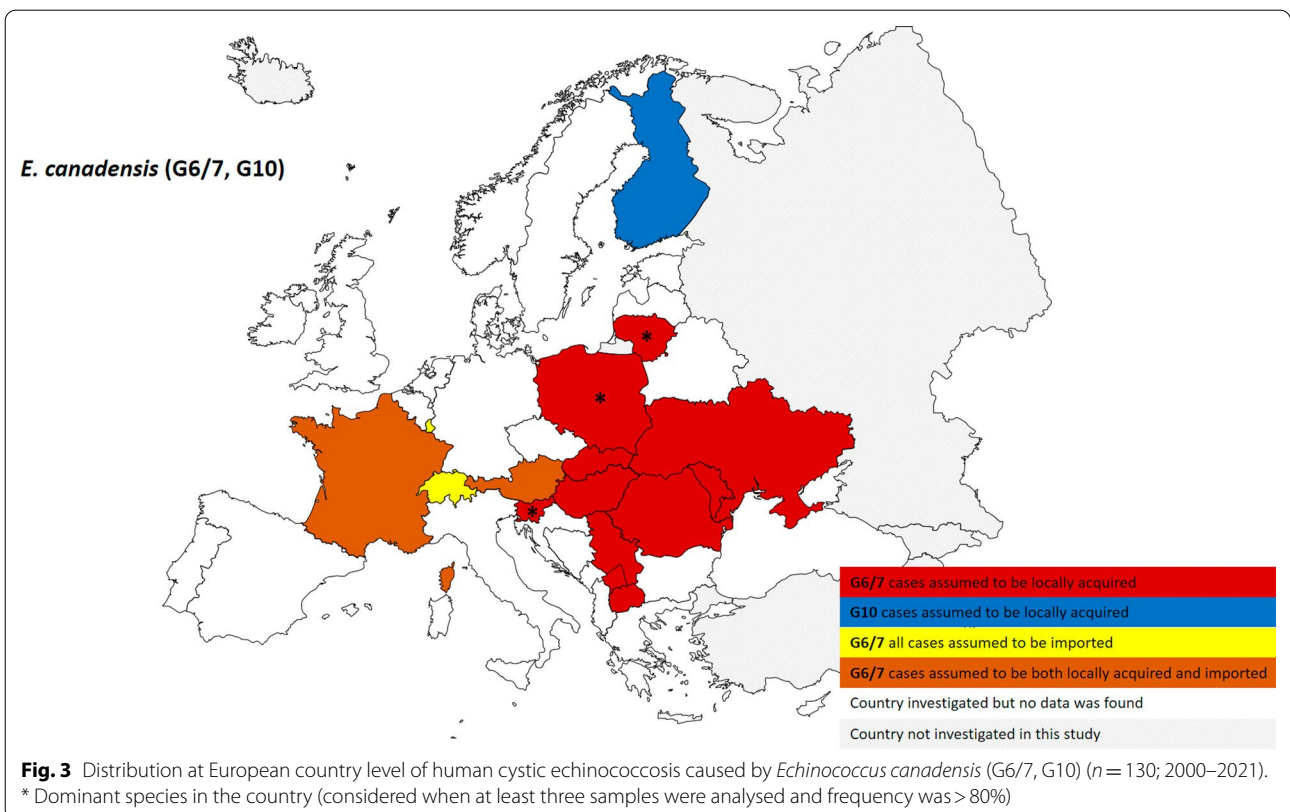 E. canadensis (G6/7, G10)
*
*
*
G6/7 cases assumed to be locally acquired
G10 cases assumed to be locally acquired
G6/7 all cases assumed to be imported
G6/7 cases assumed to be both locally acquired and imported
Country investigated but no data was found
Country not investigated in this study
Fig. 3 Distribution at European country level of human cystic echinococcosis caused by Echinococcus canadensis (G6/7, G10) (n = 130; 2000–2021).
* Dominant species in the country (considered when at least three samples were analysed and frequency was > 80%)